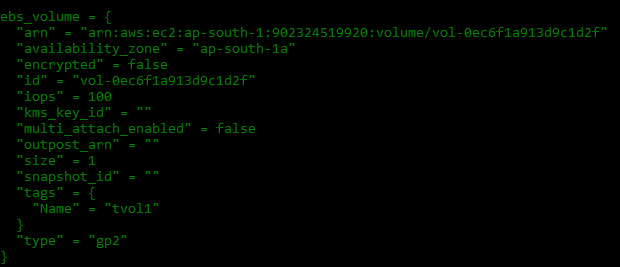 ebs_volume = {
"arn" = "arn:aws:ec2:ap-south-1:902324519920:volume/vol-0ec6f1a913d9c1d2f"
"availability_zone" = "ap-south-1a"
"encrypted" = false
"id" = "vol-0ec6f1a913d9c1d2f"
"iops" = 100
"kms_key_id" = ""
"multi_attach_enabled" = false
"outpost_arn" = ""
"size" = 1
"snapshot_id" = ""
"tags" = {
"Name" = "tvol1"
}
"type" = "gp2"
}